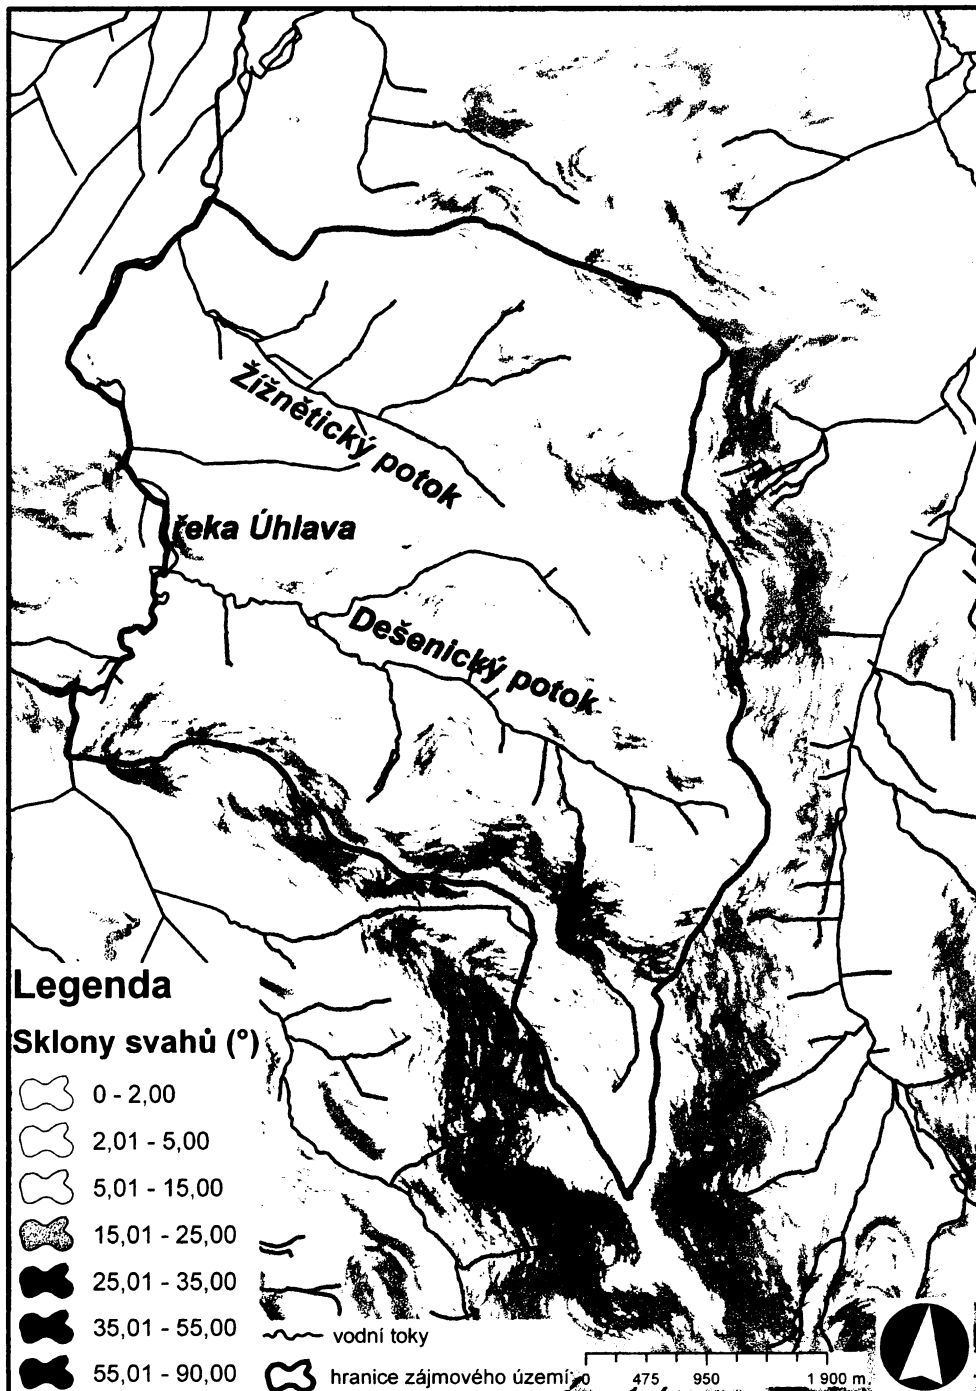 Žížnětický potok
řeka Úhlava
Dešenický potok
Legenda
Sklony svahů (°)
0 - 2,00
2,01 - 5,00
5,01 - 15,00
15,01 - 25,00
25,01 - 35,00
35,01 - 55,00
55,01 - 90,00
vodní toky
hranice zájmového území
0 475 950 1 900 m